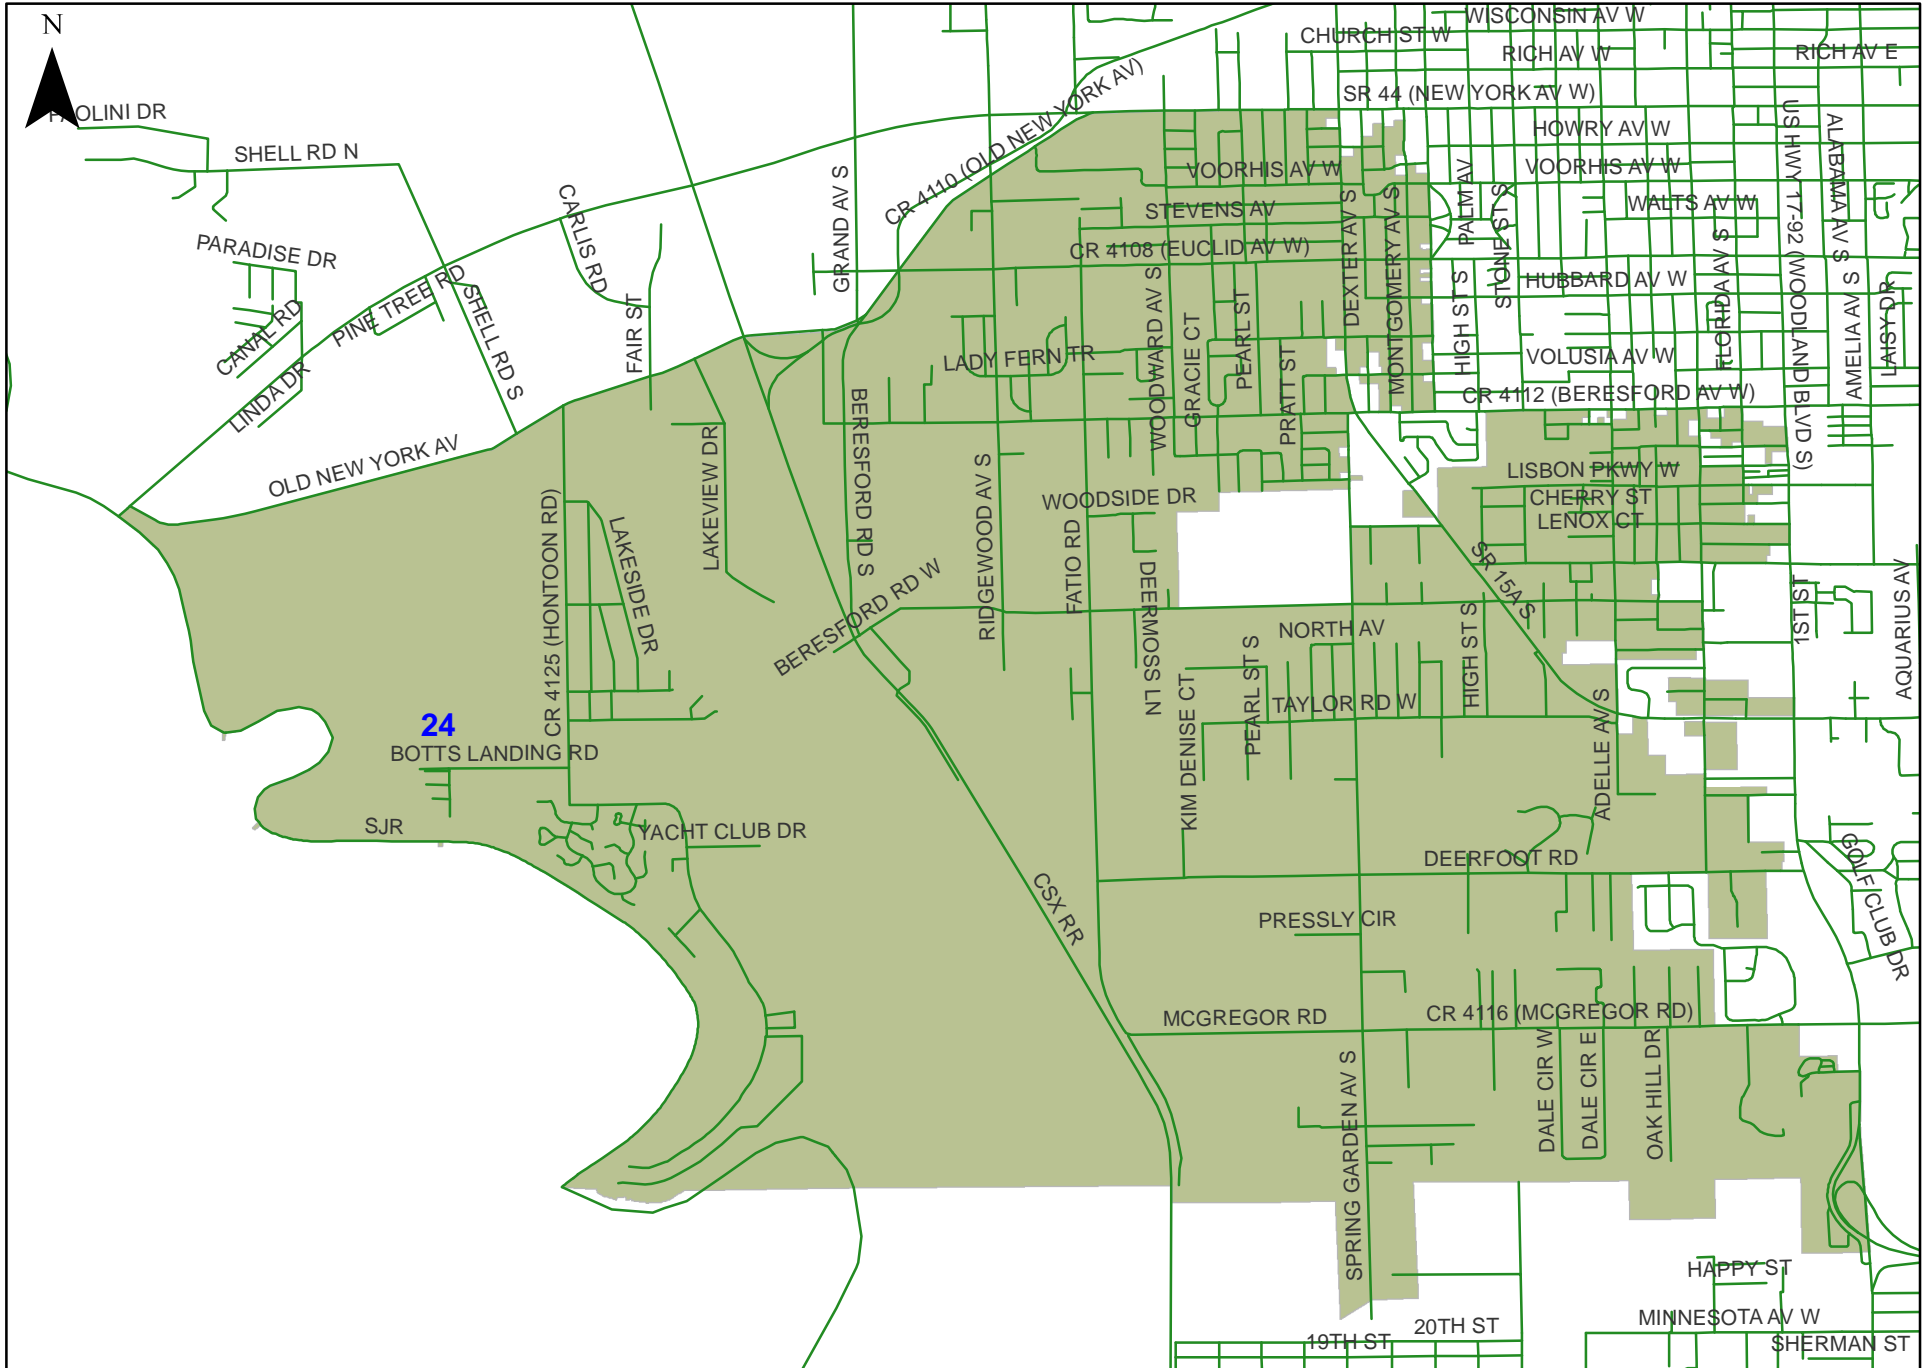 N
WISCONSIN AV W
CHURCH ST W
RICH AV W
RICH AV E
SR 44 (NEW YORK AV W)
OLINI DR
HOWRY AV W
SHELL RD N
VOORHIS AV W
VOORHIS AV W
CR 4110 (OLD NEW YORK AV)
US HWY 17-92 (WOODLAND BLVD S)
ALABAMA AV S
GRAND AV S
CARLIS RD
STEVENS AV
WALTS AV W
PALM AV
STONE ST S
DEXTER AV S
MONTGOMERY AV S
PARADISE DR
CR 4108 (EUCLID AV W)
FLORIDA AV S
HUBBARD AV W
HIGH ST S
AMELIA AV S
LAISY DR
PINE TREE RD
SHELL RD S
CANAL RD
FAIR ST
LINDA DR
LADY FERN TR
WOODWARD AV S
GRACIE CT
PEARL ST
PRATT ST
VOLUSIA AV W
CR 4112 (BERESFORD AV W)
OLD NEW YORK AV
LAKEVIEW DR
BERESFORD RD S
RIDGEWOOD AV S
WOODSIDE DR
LISBON PKWY W
CHERRY ST
LENOX CT
CR 4125 (HONTOON RD)
LAKESIDE DR
BERESFORD RD W
FATIO RD
DEERMOSS LN
SR 15A S
1ST ST
AQUARIUS AV
NORTH AV
HIGH ST S
KIM DENISE CT
PEARL ST S
TAYLOR RD W
ADELLE AV S
24
BOTTS LANDING RD
SJR
YACHT CLUB DR
DEERFOOT RD
GOLF CLUB DR
CSX RR
PRESSLY CIR
MCGREGOR RD
CR 4116 (MCGREGOR RD)
SPRING GARDEN AV S
DALE CIR W
DALE CIR E
OAK HILL DR
HAPPY ST
MINNESOTA AV W
20TH ST
19TH ST
SHERMAN ST